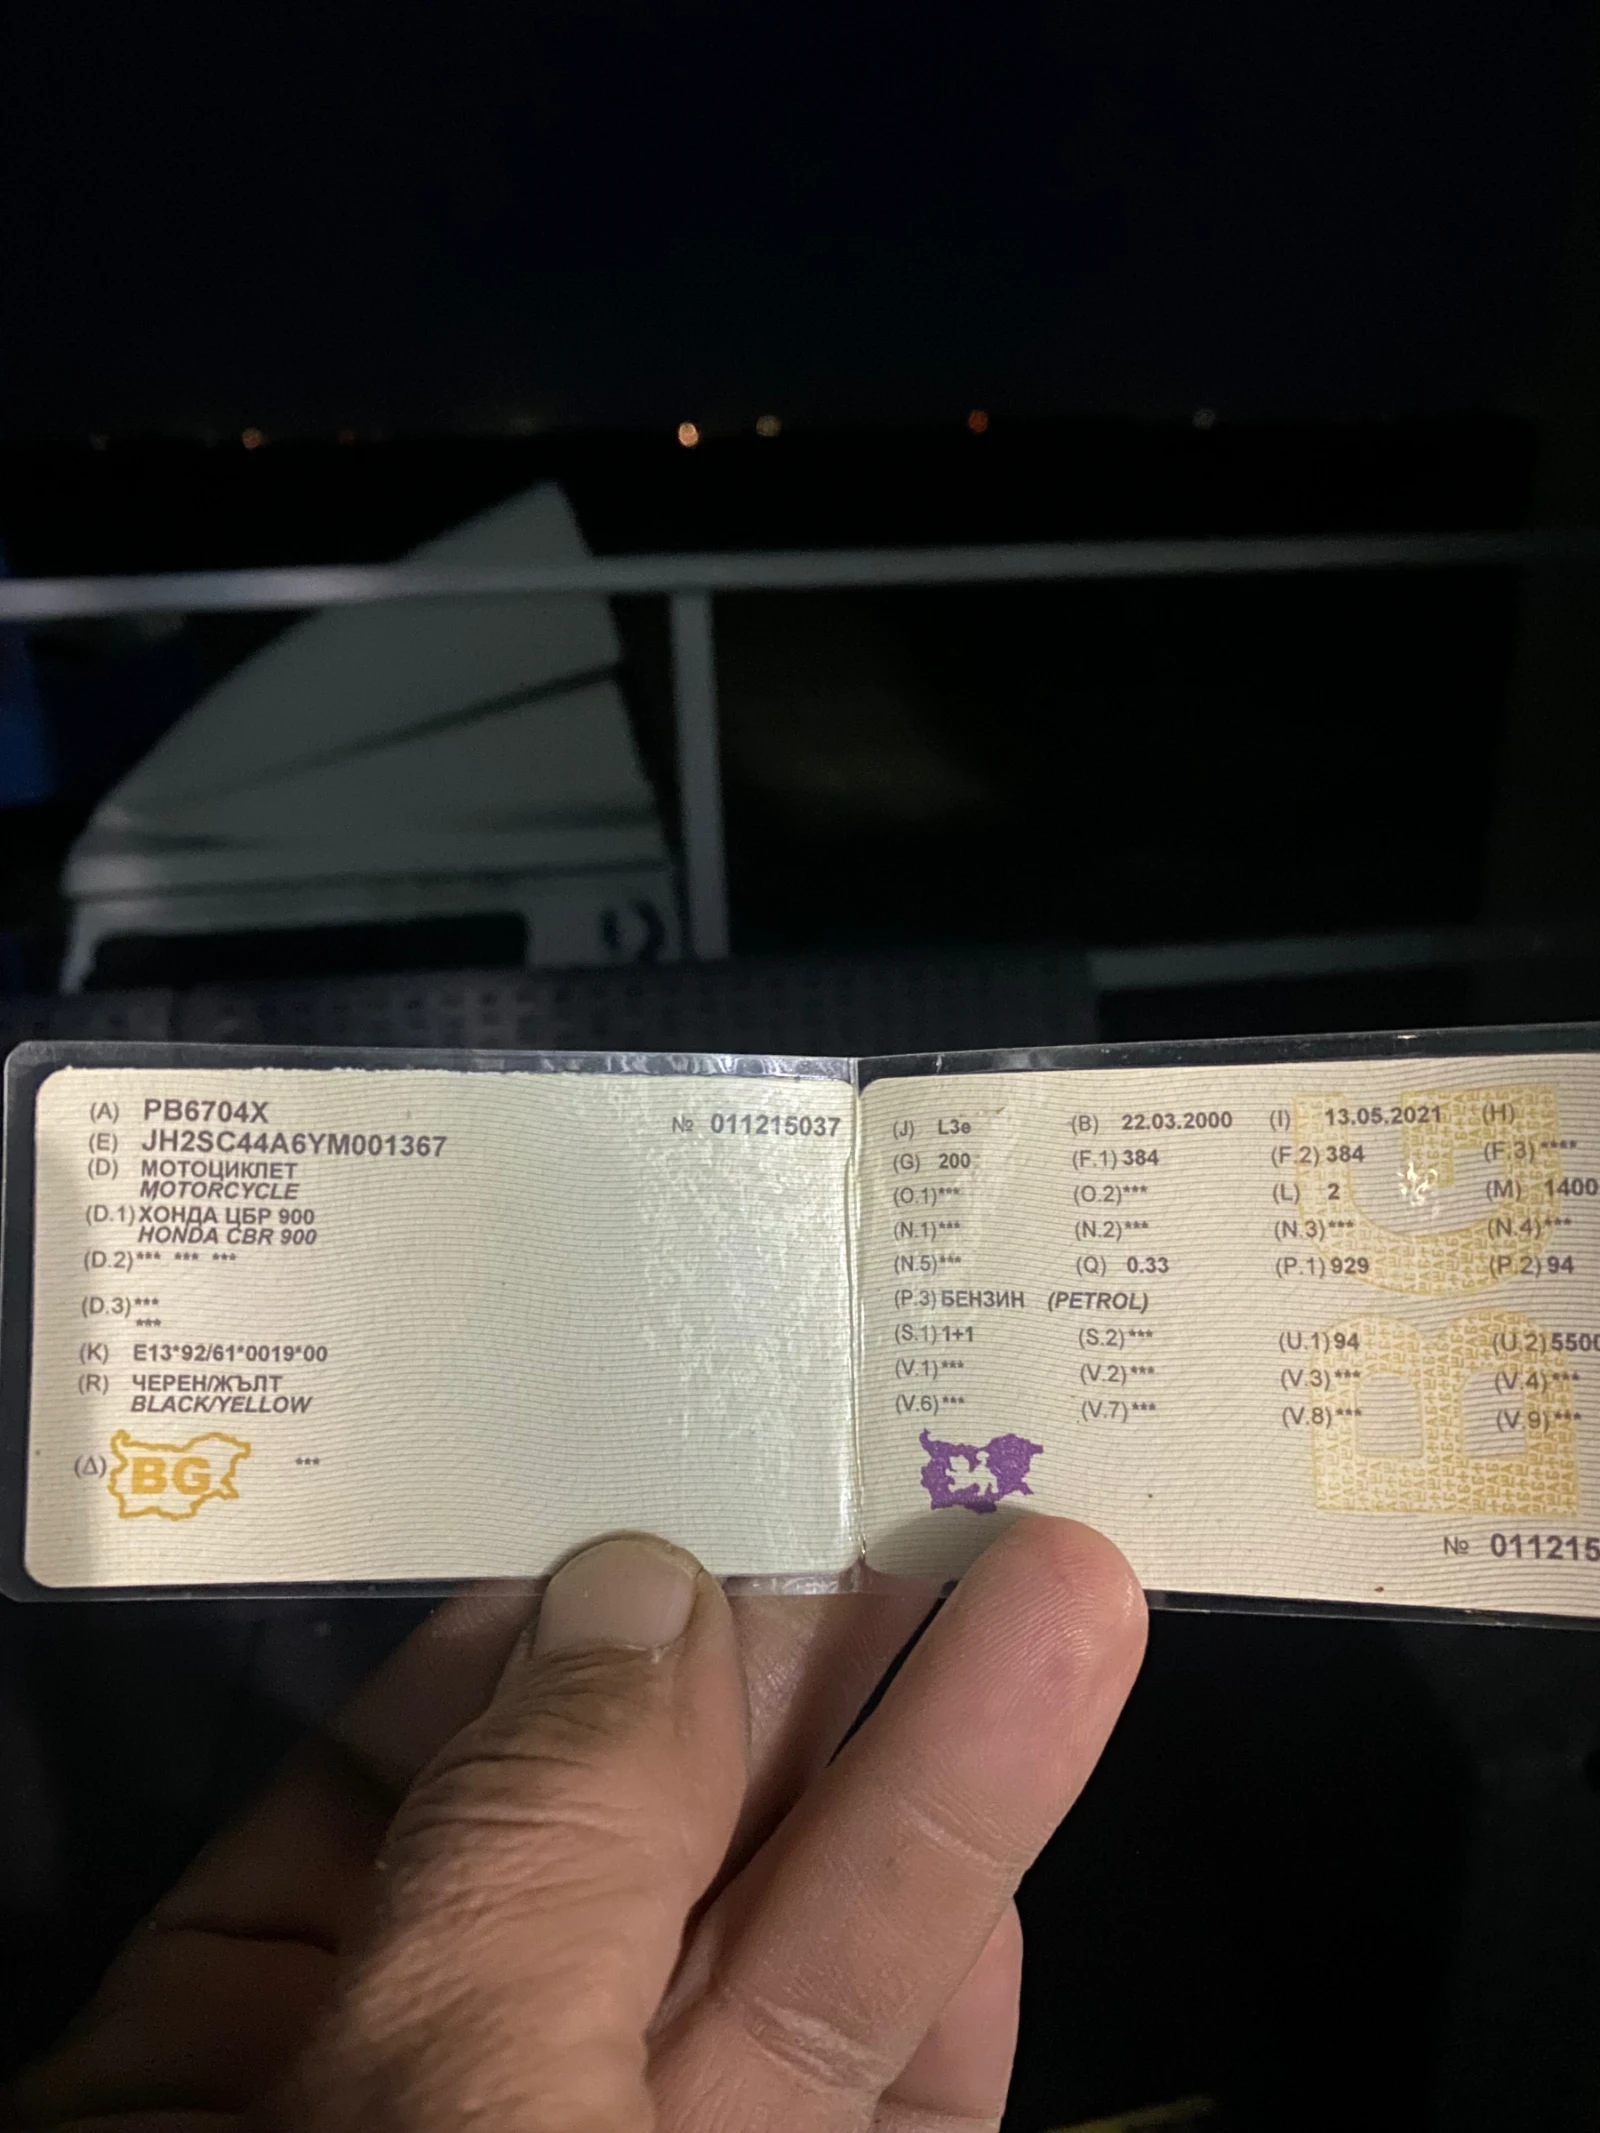 (A) PB6704X № 011215037
(E) JH2SC44A6YM001367
(D) МОТОЦИКЛЕТ
MOTORCYCLE
(D.1) ХОНДА ЦБР 900
HONDA CBR 900
(D.2) *** *** ***
(D.3) ***
***
(K) E13*92/61*0019*00
(R) ЧЕРЕН/ЖЪЛТ
BLACK/YELLOW
(Δ) BG ***
(J) L3e (B) 22.03.2000 (I) 13.05.2021 (H)
(G) 200 (F.1) 384 (F.2) 384 (F.3) ****
(O.1) *** (O.2) *** (L) 2 (M) 1400
(N.1) *** (N.2) *** (N.3) *** (N.4) ***
(N.5) *** (Q) 0.33 (P.1) 929 (P.2) 94
(P.3) БЕНЗИН (PETROL)
(S.1) 1+1 (S.2) *** (U.1) 94 (U.2) 5500
(V.1) *** (V.2) *** (V.3) *** (V.4) ***
(V.6) *** (V.7) *** (V.8) *** (V.9) ***
№ 011215